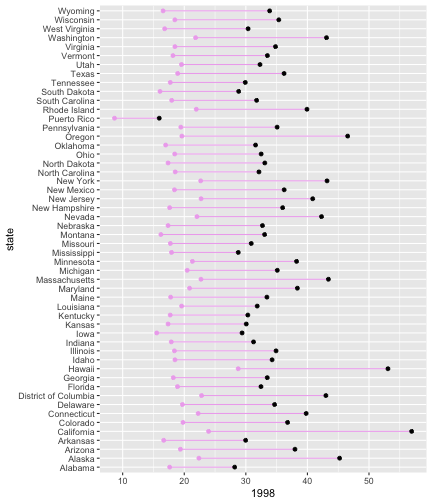 Wyoming
Wisconsin
West Virginia
Washington
Virginia
Vermont
Utah
Texas
Tennessee
South Dakota
South Carolina
Rhode Island
Puerto Rico
Pennsylvania
Oregon
Oklahoma
Ohio
North Dakota
North Carolina
New York
New Mexico
New Jersey
New Hampshire
Nevada
Nebraska
Montana
Missouri
Mississippi
Minnesota
Michigan
Massachusetts
Maryland
Maine
Louisiana
Kentucky
Kansas
Iowa
Indiana
Illinois
Idaho
Hawaii
Georgia
Florida
District of Columbia
Delaware
Connecticut
Colorado
California
Arkansas
Arizona
Alaska
Alabama
state
10 20 30 40 50
1998